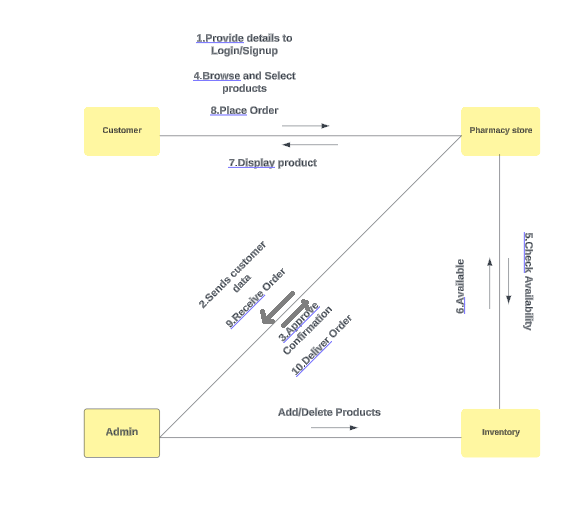 1.Provide details to
Login/Signup
4.Browse and Select
products
8.Place Order
Customer
Pharmacy store
7.Display product
2.Sends customer
data
9.Receive Order
3.Approve
Confirmation
10.Deliver Order
6.Available
5.Check Availability
Add/Delete Products
Admin
Inventory